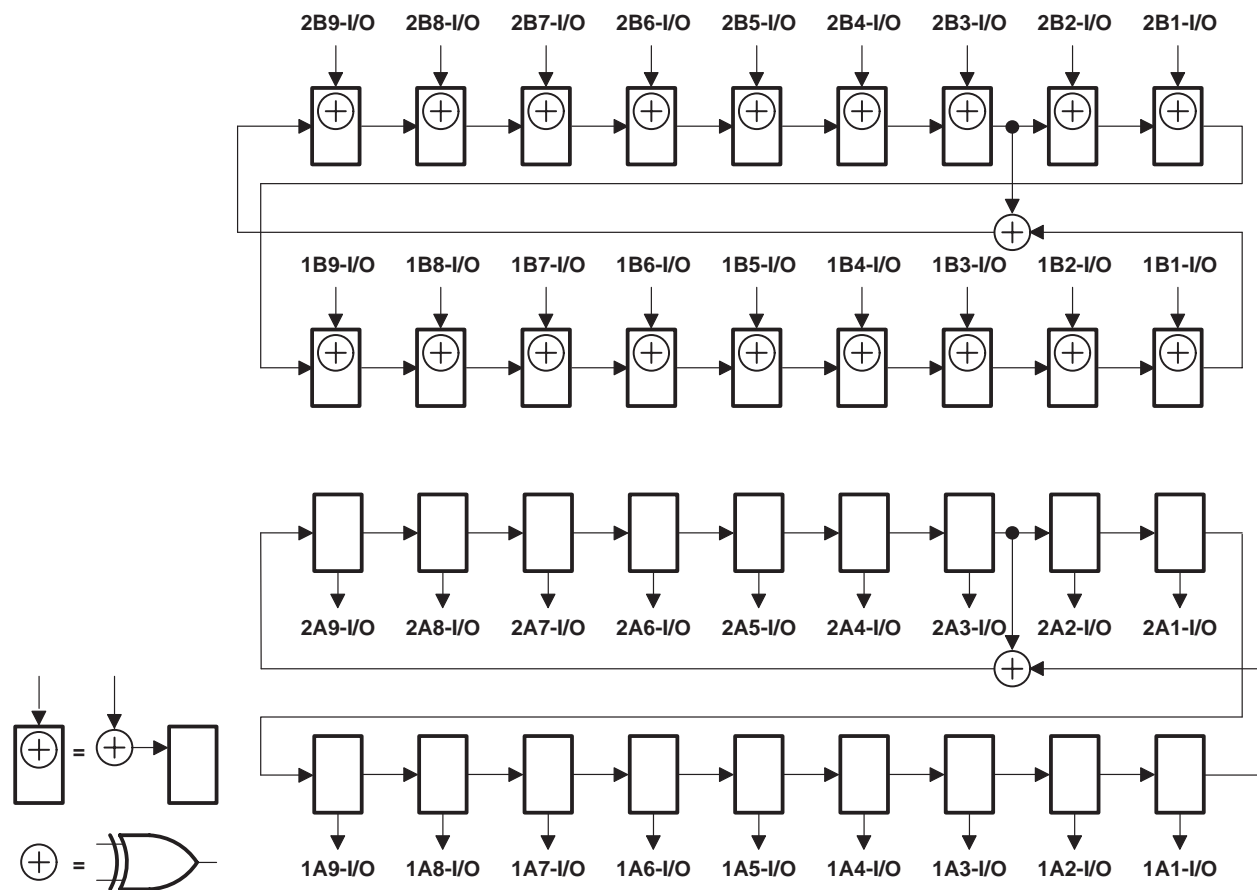 2B9-I/O 2B8-I/O 2B7-I/O 2B6-I/O 2B5-I/O 2B4-I/O 2B3-I/O 2B2-I/O 2B1-I/O
1B9-I/O 1B8-I/O 1B7-I/O 1B6-I/O 1B5-I/O 1B4-I/O 1B3-I/O 1B2-I/O 1B1-I/O
2A9-I/O 2A8-I/O 2A7-I/O 2A6-I/O 2A5-I/O 2A4-I/O 2A3-I/O 2A2-I/O 2A1-I/O
=
=
1A9-I/O 1A8-I/O 1A7-I/O 1A6-I/O 1A5-I/O 1A4-I/O 1A3-I/O 1A2-I/O 1A1-I/O